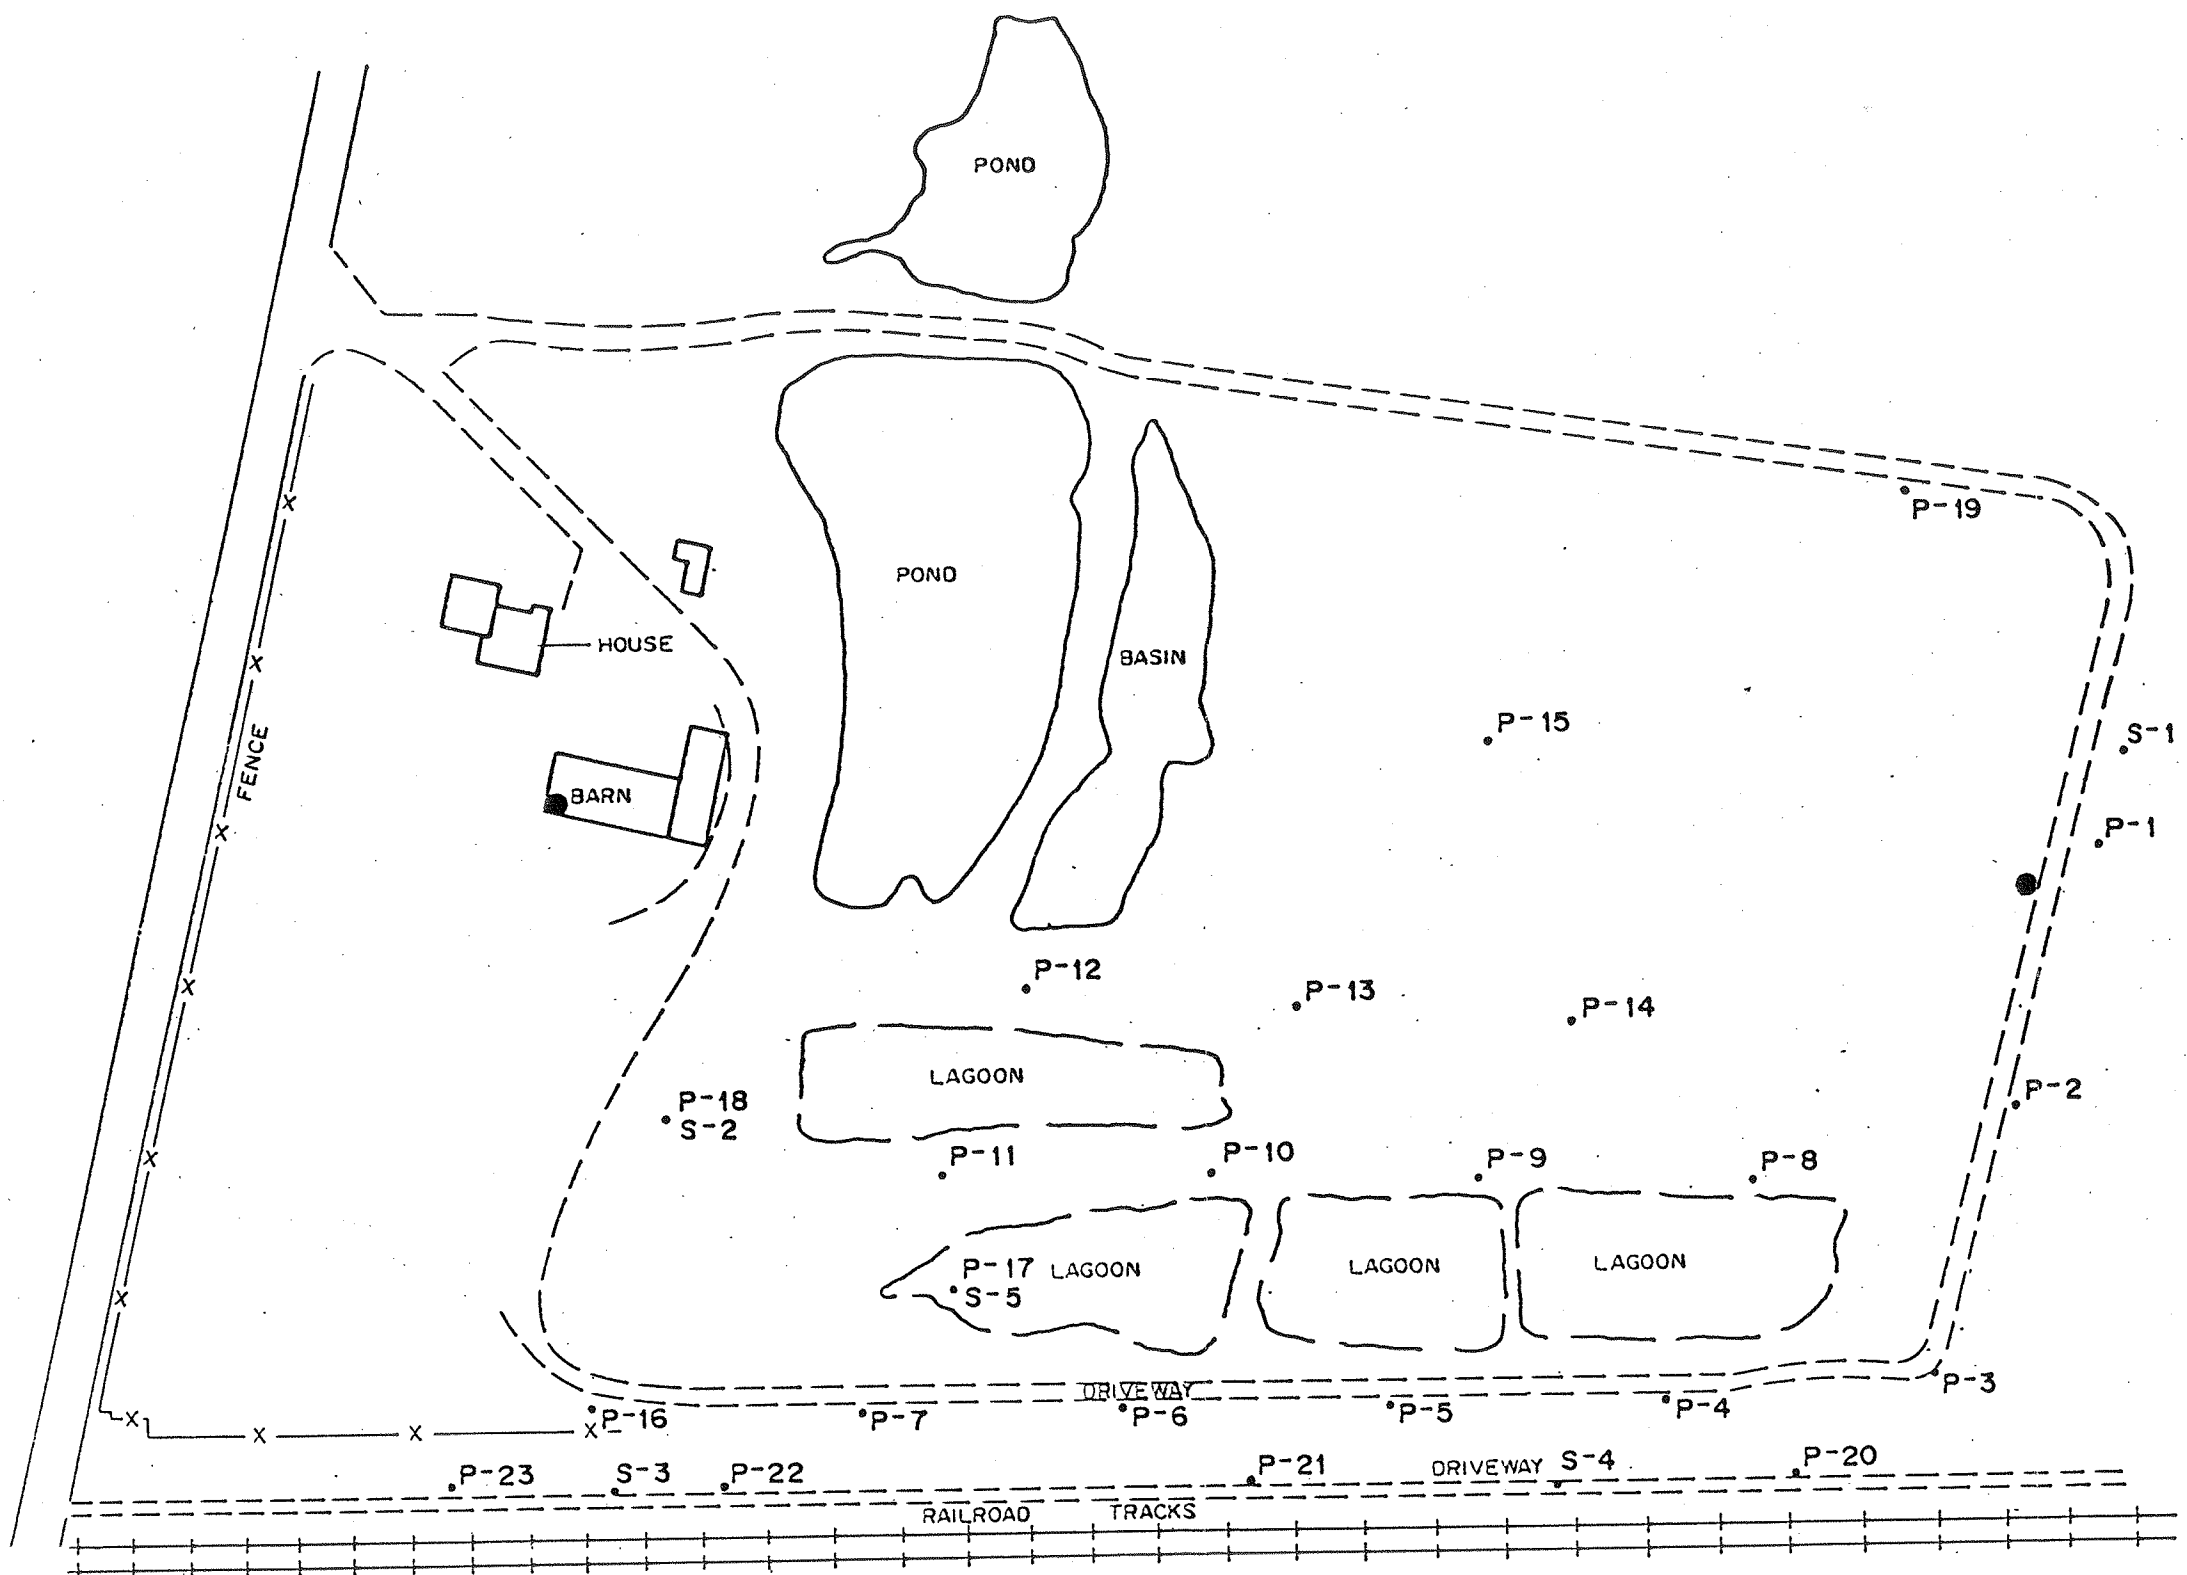 POND
P-19
POND
HOUSE
BASIN
P-15
S-1
FENCE
BARN
P-1
P-12
P-13
P-14
LAGOON
P-2
P-18
S-2
P-11
P-10
P-9
P-8
P-17
S-5
LAGOON
LAGOON
LAGOON
P-3
DRIVEWAY
P-16
P-7
P-6
P-5
P-4
P-23
S-3
P-22
P-21
DRIVEWAY
S-4
P-20
RAILROAD TRACKS